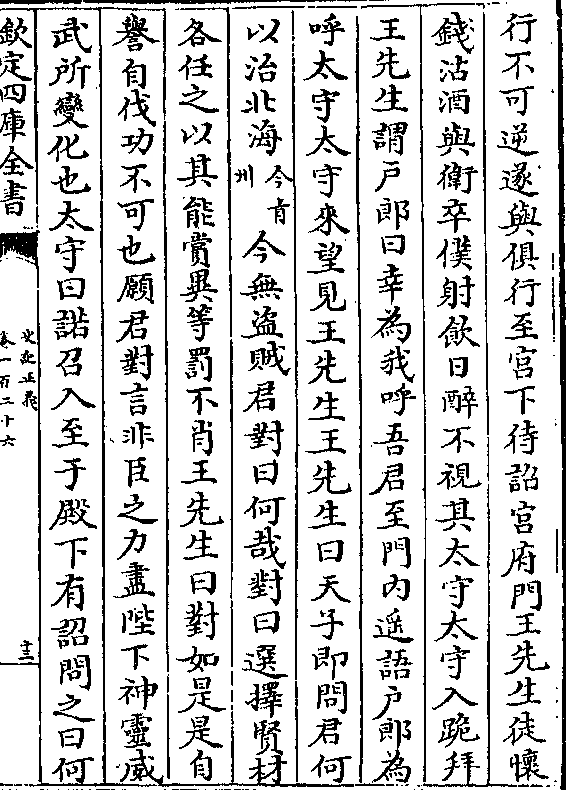 行不可逆遂與俱行至宮下待詔宮府門王先生徒懷
錢沽酒與衛卒僕射飲日醉不視其太守太守入跪拜
王先生謂戶郎曰幸為我呼吾君至門內遥語戶郎為
呼太守太守來望見王先生王先生曰天子即問君何
以治北海今青州今無盗賊君對曰何哉對曰選擇賢材
各任之以其能賞異等罰不肖王先生曰對如是是自
譽自伐功不可也願君對言非臣之力盡陛下神靈威
武所變化也太守曰諾召入至于殿下有詔問之曰何
欽定四庫全書
史記正義
卷一百二十六
十三